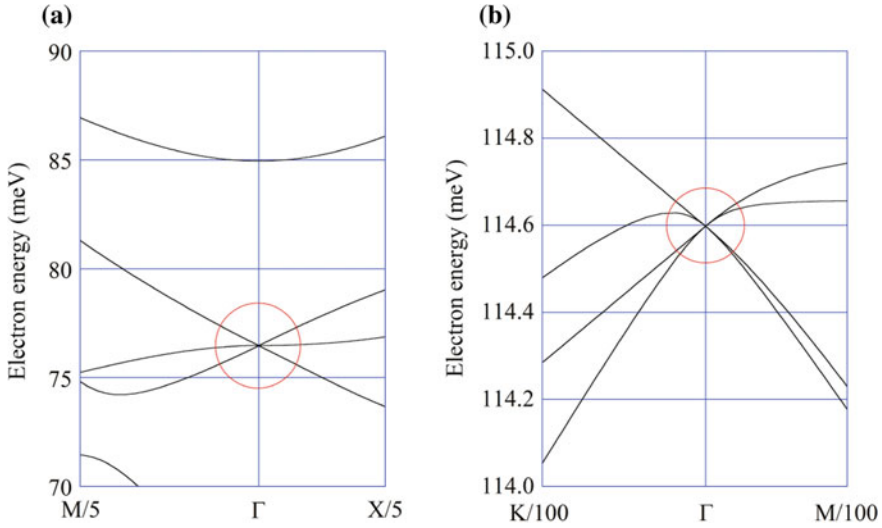 (a)
Electron energy (meV)
90
85
80
75
70
M/5 Γ X/5
(b)
Electron energy (meV)
115.0
114.8
114.6
114.4
114.2
114.0
K/100 Γ M/100